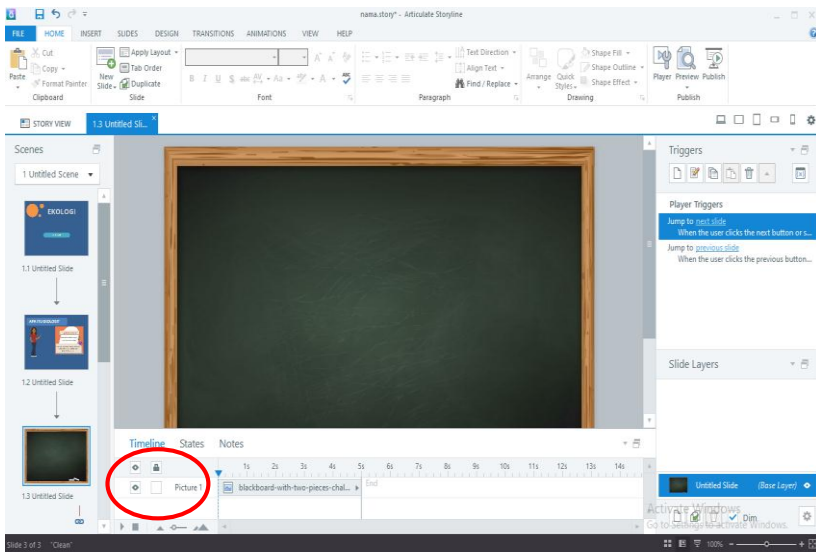 nama.story* - Articulate Storyline
FILE HOME INSERT SLIDES DESIGN TRANSITIONS ANIMATIONS VIEW HELP
Cut
Copy
Format Painter
Paste
Clipboard
New Slide
Apply Layout
Tab Order
Duplicate
Slide
B I U S abc AV Aa A
Font
Text Direction
Align Text
Find / Replace
Paragraph
Arrange
Quick Styles
Shape Fill
Shape Outline
Shape Effect
Drawing
Player Preview Publish
Publish
STORY VIEW
1.3 Untitled Sli...
Scenes
1 Untitled Scene
EKOLOGI
1.1 Untitled Slide
1.2 Untitled Slide
1.3 Untitled Slide
Triggers
Player Triggers
Jump to next slide
When the user clicks the next button or s...
Jump to previous slide
When the user clicks the previous button...
Slide Layers
Timeline States Notes
1s 2s 3s 4s 5s 6s 7s 8s 9s 10s 11s 12s 13s 14s
Picture 1
blackboard-with-two-pieces-chal...
End
Untitled Slide (Base Layer)
Activate Windows
Go to Settings to activate Windows.
Dim
Slide 3 of 3 "Clean"
100%